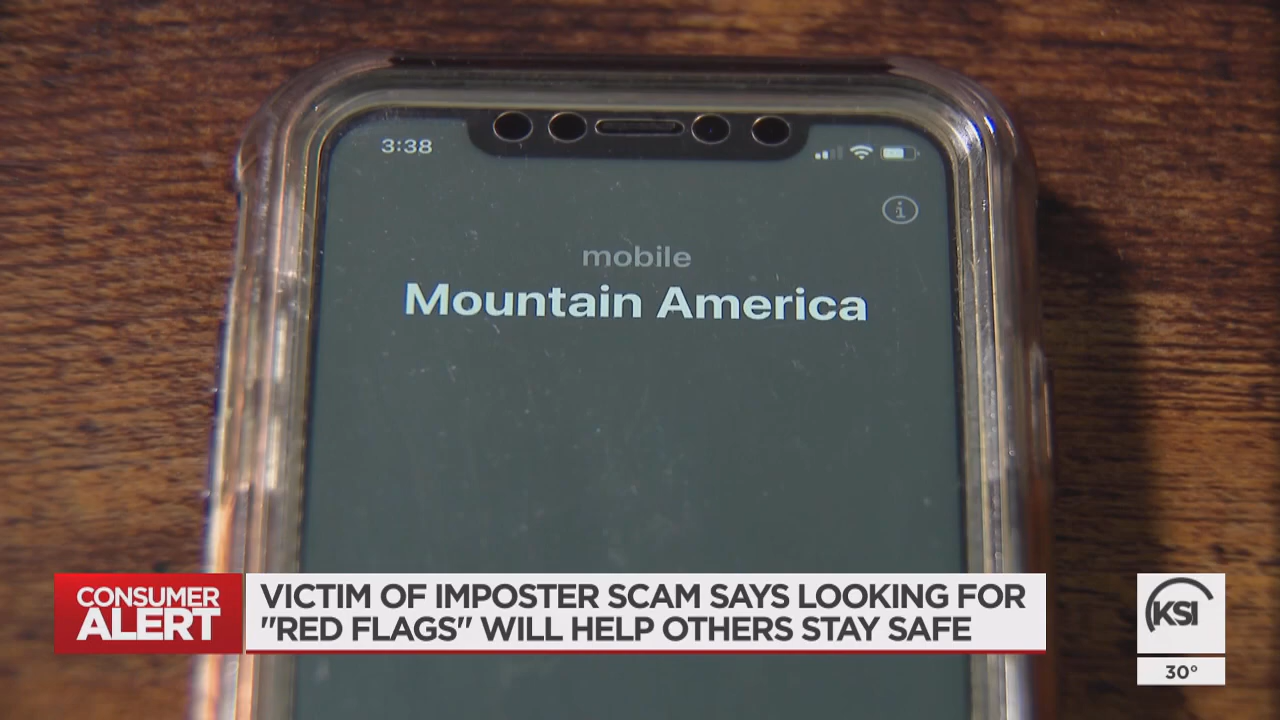 3:38
mobile
Mountain America
CONSUMER
ALERT
VICTIM OF IMPOSTER SCAM SAYS LOOKING FOR
"RED FLAGS" WILL HELP OTHERS STAY SAFE
KSl
30°